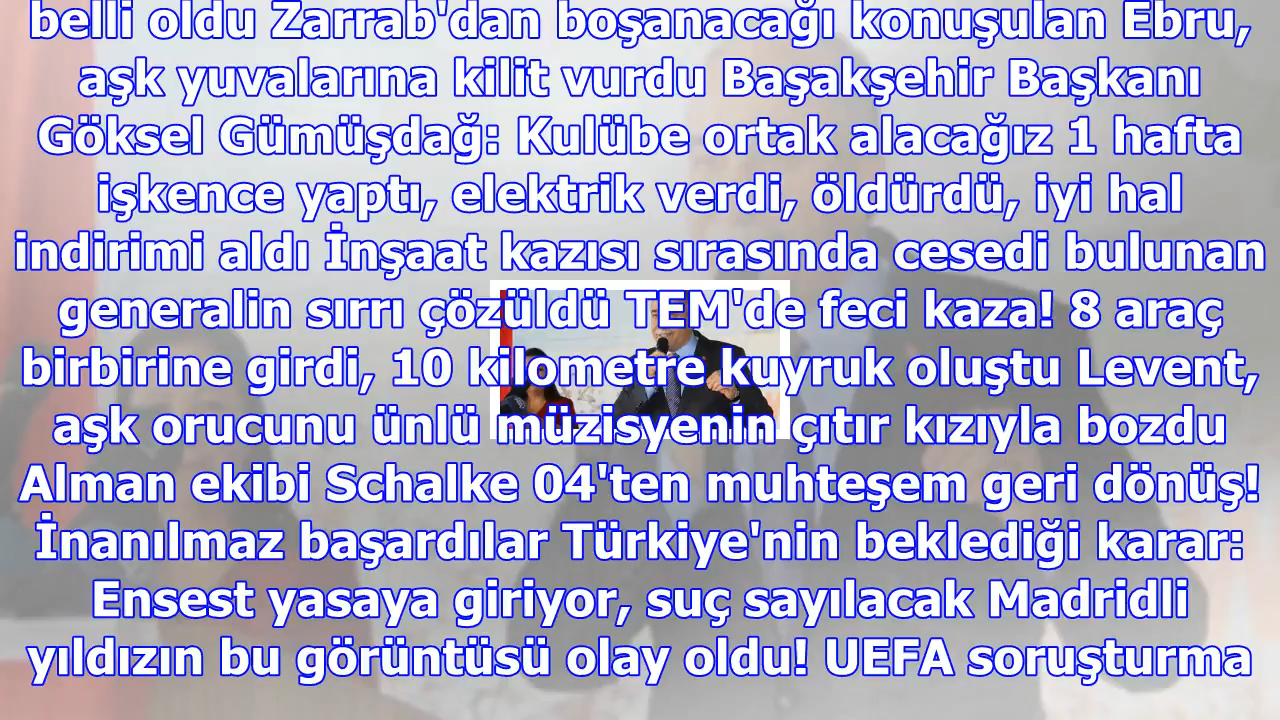 belli oldu Zarrab'dan boşanacağı konuşulan Ebru,
aşk yuvalarına kilit vurdu Başakşehir Başkanı
Göksel Gümüşdağ: Kulübe ortak alacağız 1 hafta
işkence yaptı, elektrik verdi, öldürdü, iyi hal
indirimi aldı İnşaat kazısı sırasında cesedi bulunan
generalin sırrı çözüldü TEM'de feci kaza! 8 araç
birbirine girdi, 10 kilometre kuyruk oluştu Levent,
aşk orucunu ünlü müzisyenin çıtır kızıyla bozdu
Alman ekibi Schalke 04'ten muhteşem geri dönüş!
İnanılmaz başardılar Türkiye'nin beklediği karar:
Ensest yasaya giriyor, suç sayılacak Madridli
yıldızın bu görüntüsü olay oldu! UEFA soruşturma